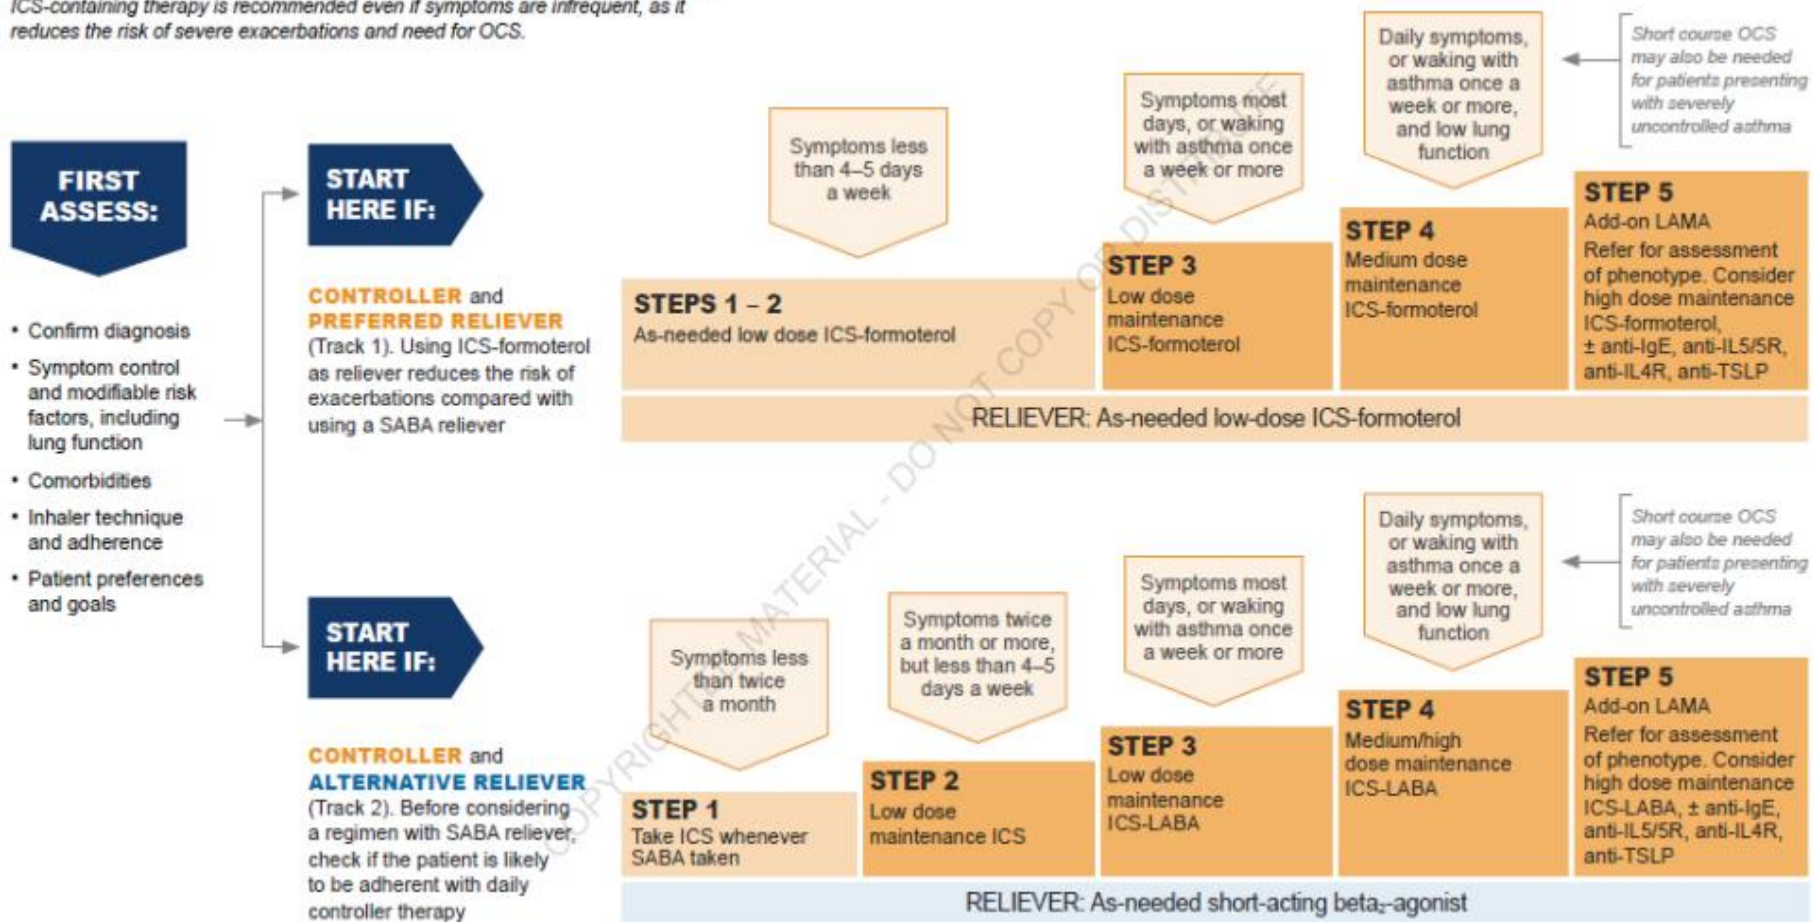 ICS-containing therapy is recommended even if symptoms are infrequent, as it
reduces the risk of severe exacerbations and need for OCS.
FIRST
ASSESS:
• Confirm diagnosis
• Symptom control
and modifiable risk
factors, including
lung function
• Comorbidities
• Inhaler technique
and adherence
• Patient preferences
and goals
START
HERE IF:
CONTROLLER and
PREFERRED RELIEVER
(Track 1). Using ICS-formoterol
as reliever reduces the risk of
exacerbations compared with
using a SABA reliever
Symptoms less
than 4–5 days
a week
Symptoms most
days, or waking
with asthma once
a week or more
Daily symptoms,
or waking with
asthma once a
week or more,
and low lung
function
Short course OCS
may also be needed
for patients presenting
with severely
uncontrolled asthma
STEPS 1 – 2
As-needed low dose ICS-formoterol
STEP 3
Low dose
maintenance
ICS-formoterol
STEP 4
Medium dose
maintenance
ICS-formoterol
STEP 5
Add-on LAMA
Refer for assessment
of phenotype. Consider
high dose maintenance
ICS-formoterol,
± anti-IgE, anti-IL5/5R,
anti-IL4R, anti-TSLP
RELIEVER: As-needed low-dose ICS-formoterol
START
HERE IF:
CONTROLLER and
ALTERNATIVE RELIEVER
(Track 2). Before considering
a regimen with SABA reliever,
check if the patient is likely
to be adherent with daily
controller therapy
Symptoms less
than twice
a month
Symptoms twice
a month or more,
but less than 4–5
days a week
Symptoms most
days, or waking
with asthma once
a week or more
Daily symptoms,
or waking with
asthma once a
week or more,
and low lung
function
Short course OCS
may also be needed
for patients presenting
with severely
uncontrolled asthma
STEP 1
Take ICS whenever
SABA taken
STEP 2
Low dose
maintenance ICS
STEP 3
Low dose
maintenance
ICS-LABA
STEP 4
Medium/high
dose maintenance
ICS-LABA
STEP 5
Add-on LAMA
Refer for assessment
of phenotype. Consider
high dose maintenance
ICS-LABA, ± anti-IgE,
anti-IL5/5R, anti-IL4R,
anti-TSLP
RELIEVER: As-needed short-acting beta₂-agonist
COPYRIGHTED MATERIAL - DO NOT COPY OR DISTRIBUTE